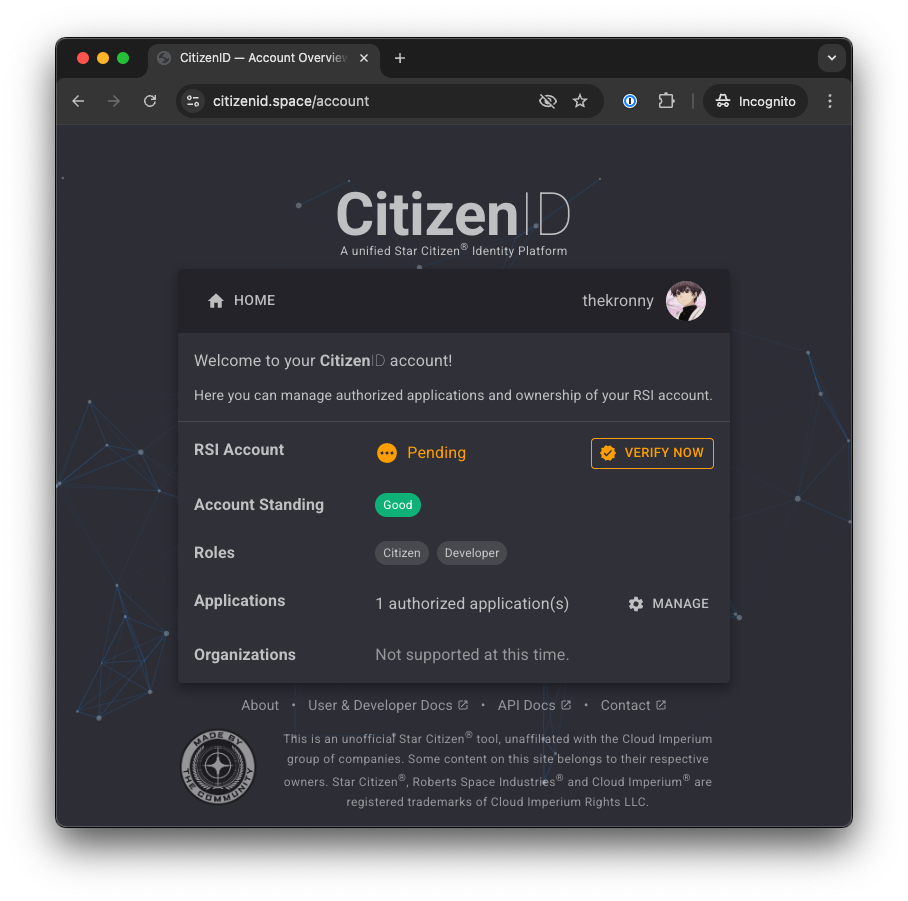 CitizenID — Account Overview
citizenid.space/account
Incognito
CitizenID
A unified Star Citizen® Identity Platform
HOME
thekronny
Welcome to your CitizenID account!
Here you can manage authorized applications and ownership of your RSI account.
RSI Account
Pending
VERIFY NOW
Account Standing
Good
Roles
Citizen
Developer
Applications
1 authorized application(s)
MANAGE
Organizations
Not supported at this time.
About • User & Developer Docs • API Docs • Contact
MADE BY
THE COMMUNITY
This is an unofficial Star Citizen® tool, unaffiliated with the Cloud Imperium
group of companies. Some content on this site belongs to their respective
owners. Star Citizen®, Roberts Space Industries® and Cloud Imperium® are
registered trademarks of Cloud Imperium Rights LLC.